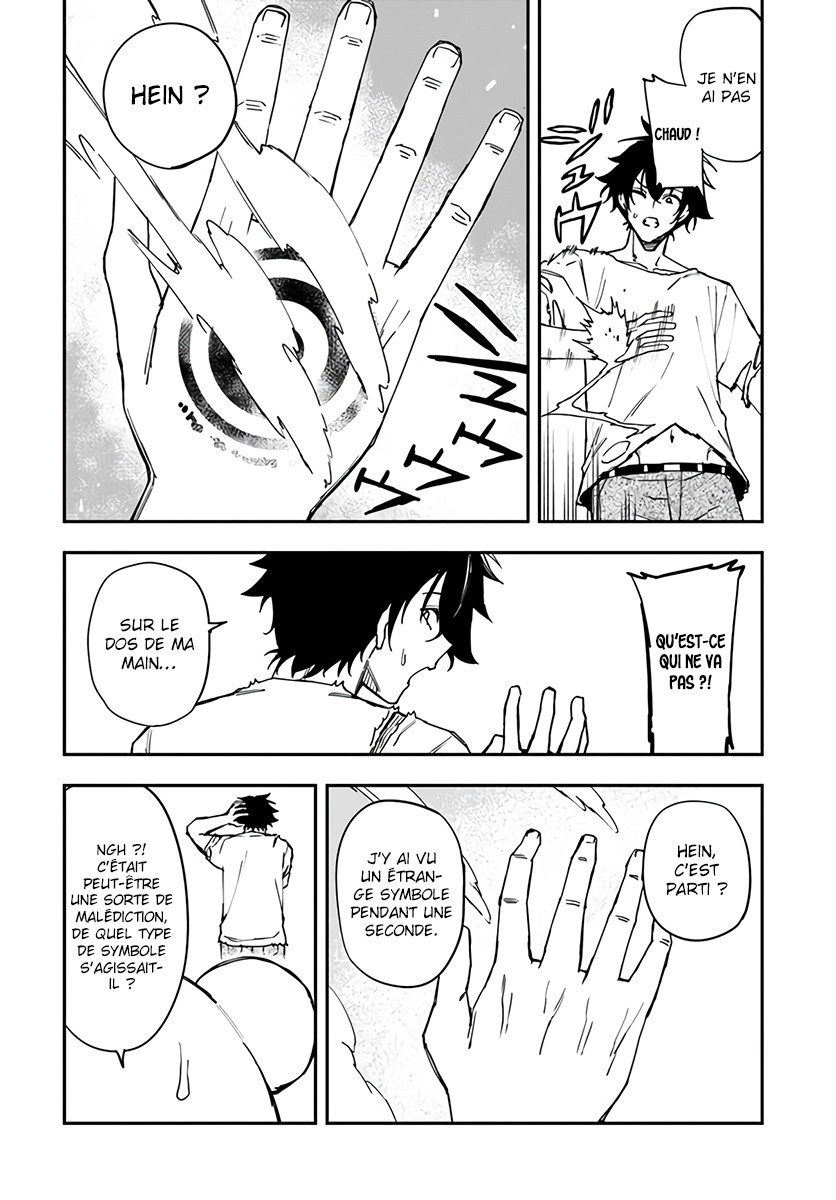 JE N'EN
AI PAS
CHAUD !
HEIN ?
QU'EST-CE
QUI NE VA
PAS ?!
SUR LE
DOS DE MA
MAIN...
HEIN,
C'EST
PARTI ?
J'Y AI VU
UN ÉTRAN-
GE SYMBOLE
PENDANT UNE
SECONDE.
NGH ?!
C'ÉTAIT
PEUT-ÊTRE
UNE SORTE DE
MALÉDICTION,
DE QUEL TYPE
DE SYMBOLE
S'AGISSAIT-
IL ?